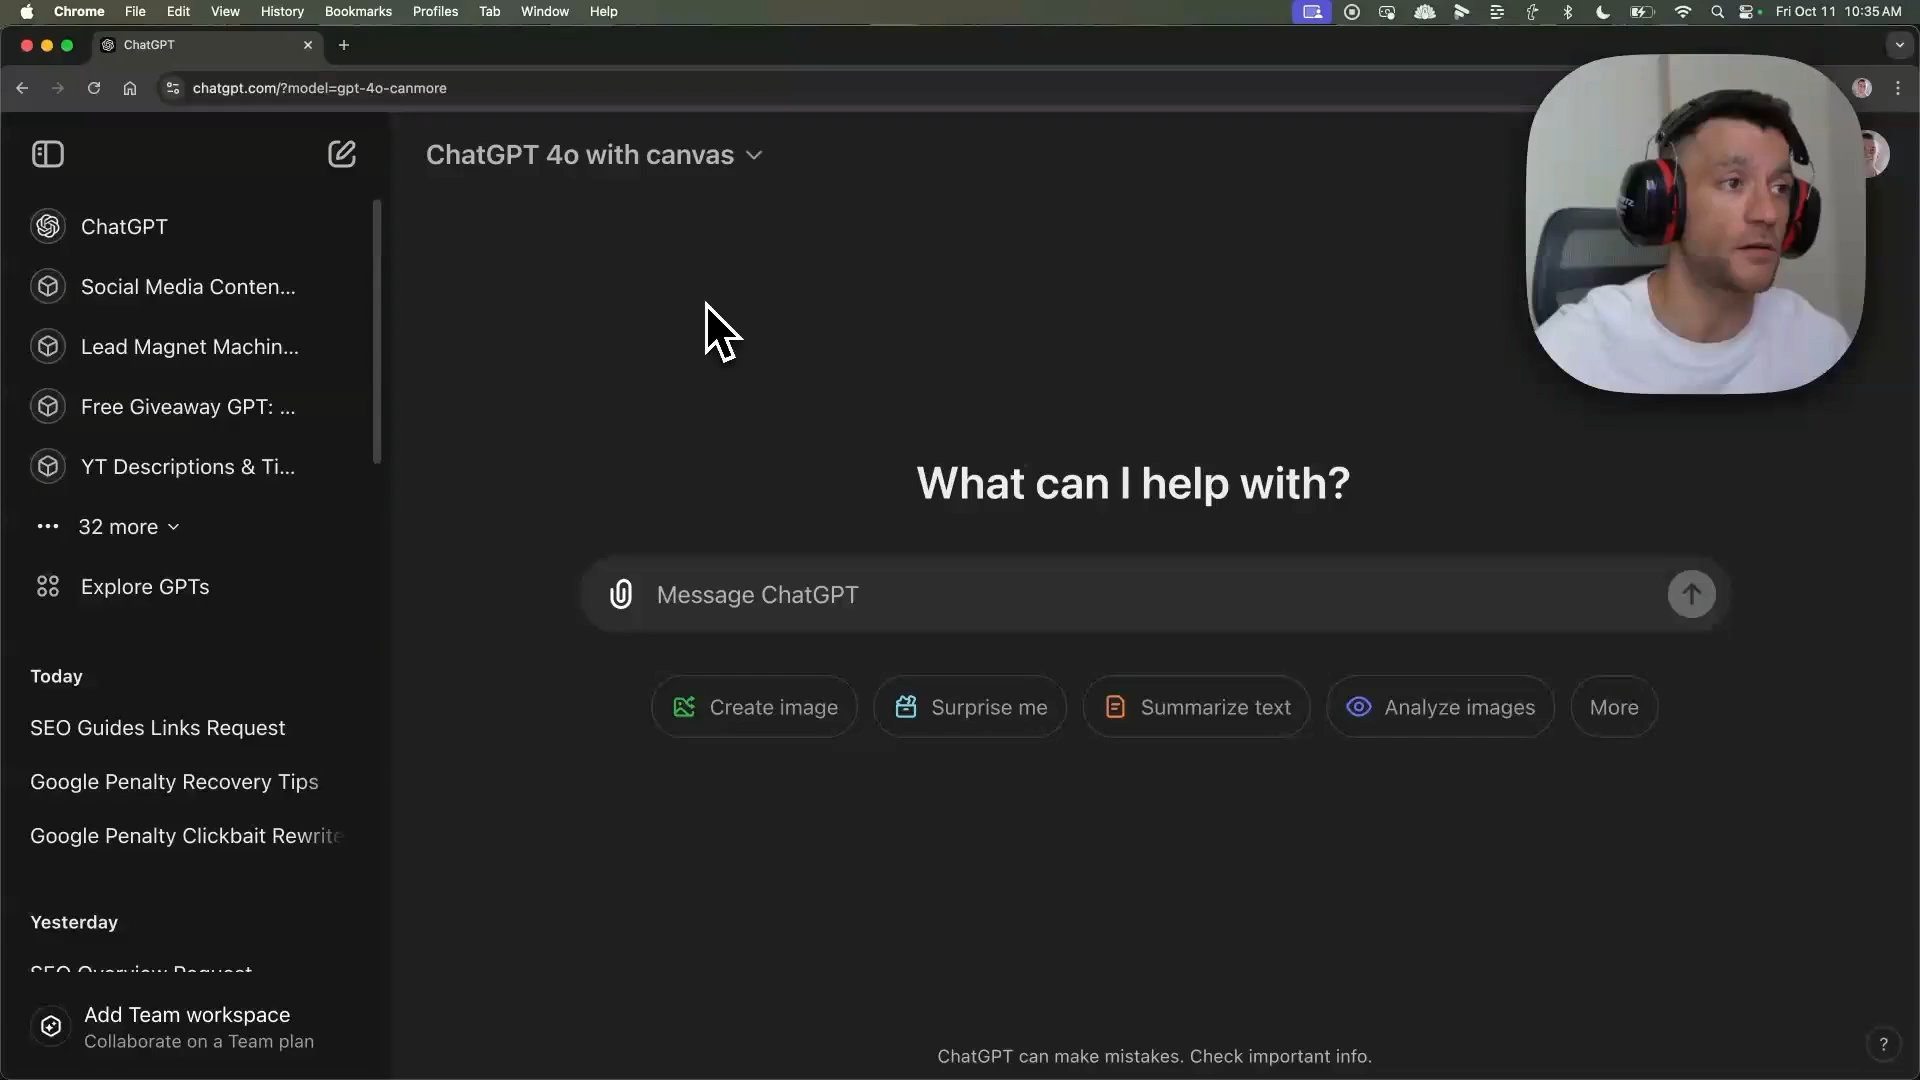 Chrome File Edit View History Bookmarks Profiles Tab Window Help Fri Oct 11 10:35 AM
ChatGPT
chatgpt.com/?model=gpt-4o-canmore
ChatGPT 4o with canvas
ChatGPT
Social Media Conten...
Lead Magnet Machin...
Free Giveaway GPT: ...
YT Descriptions & Ti...
32 more
Explore GPTs
Today
SEO Guides Links Request
Google Penalty Recovery Tips
Google Penalty Clickbait Rewrite
Yesterday
SEO Overview Request
Add Team workspace
Collaborate on a Team plan
What can I help with?
Message ChatGPT
Create image Surprise me Summarize text Analyze images More
ChatGPT can make mistakes. Check important info.
?